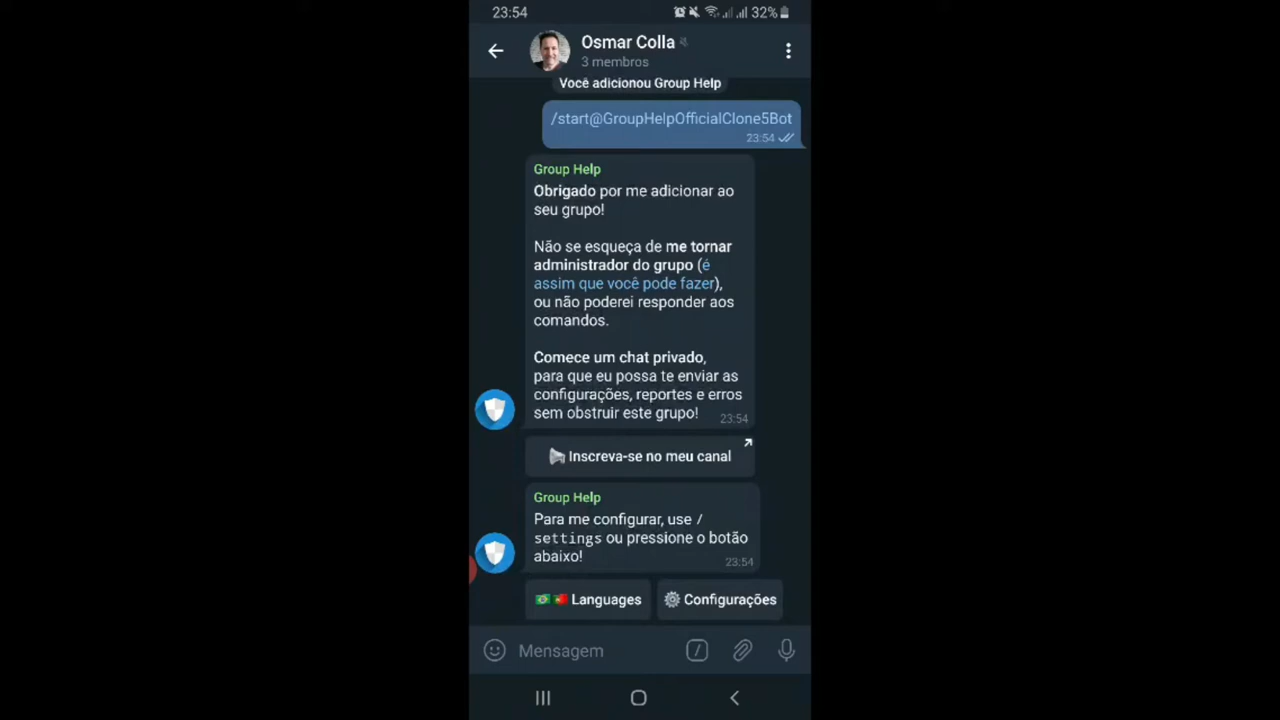 23:54
32%
Osmar Colla
3 membros
Você adicionou Group Help
/start@GroupHelpOfficialClone5Bot
23:54
Group Help
Obrigado por me adicionar ao
seu grupo!
Não se esqueça de me tornar
administrador do grupo (é
assim que você pode fazer),
ou não poderei responder aos
comandos.
Comece um chat privado,
para que eu possa te enviar as
configurações, reportes e erros
sem obstruir este grupo!
23:54
Inscreva-se no meu canal
Group Help
Para me configurar, use /
settings ou pressione o botão
abaixo!
23:54
Languages
Configurações
Mensagem